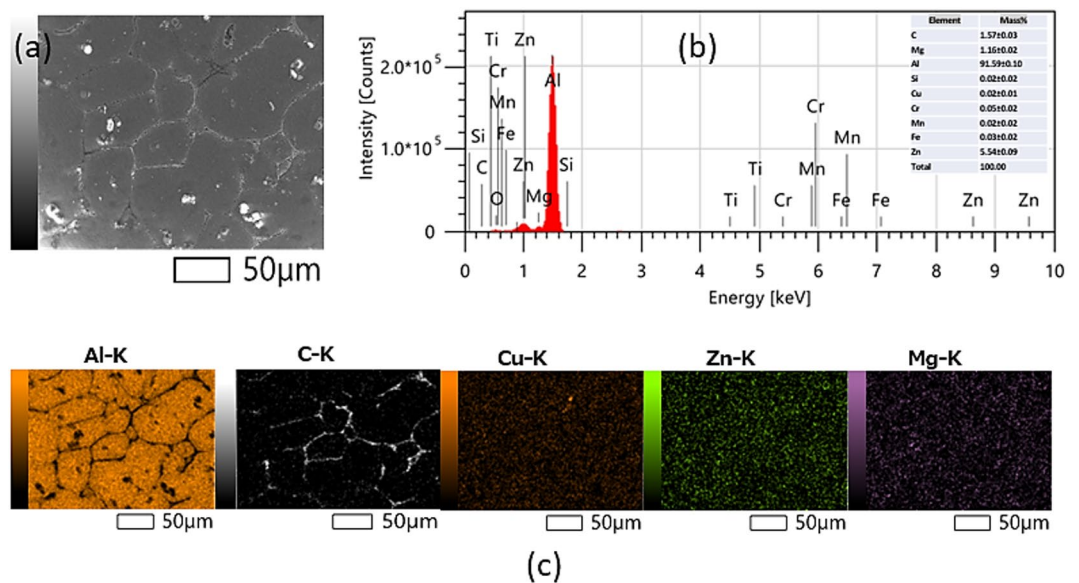 (a)
50μm
(b)
Intensity [Counts]
2.0*10⁵
1.0*10⁵
0
Ti Zn
Cr
Mn
Fe
Si
C
O
Zn
Mg
Al
Si
Ti
Ti
Cr
Mn
Cr
Fe
Mn
Fe
Zn
Zn
0 1 2 3 4 5 6 7 8 9 10
Energy [keV]
Element Mass%
C 1.57±0.03
Mg 1.16±0.02
Al 91.59±0.10
Si 0.02±0.02
Cu 0.02±0.01
Cr 0.05±0.02
Mn 0.02±0.02
Fe 0.03±0.02
Zn 5.54±0.09
Total 100.00
Al-K C-K Cu-K Zn-K Mg-K
50μm 50μm 50μm 50μm 50μm
(c)